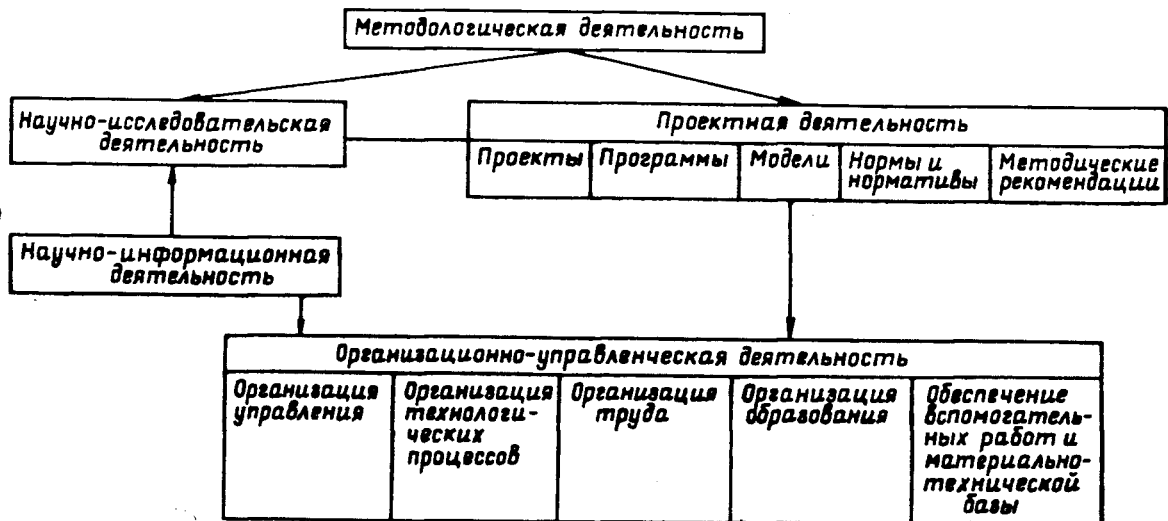 Методологическая деятельность
Научно-исследовательская
деятельность
Проектная деятельность
Проекты
Программы
Модели
Нормы и
нормативы
Методические
рекомендации
Научно-информационная
деятельность
Организационно-управленческая деятельность
Организация
управления
Организация
технологи-
ческих
процессов
Организация
труда
Организация
образования
Обеспечение
вспомогатель-
ных работ и
материально-
технической
базы